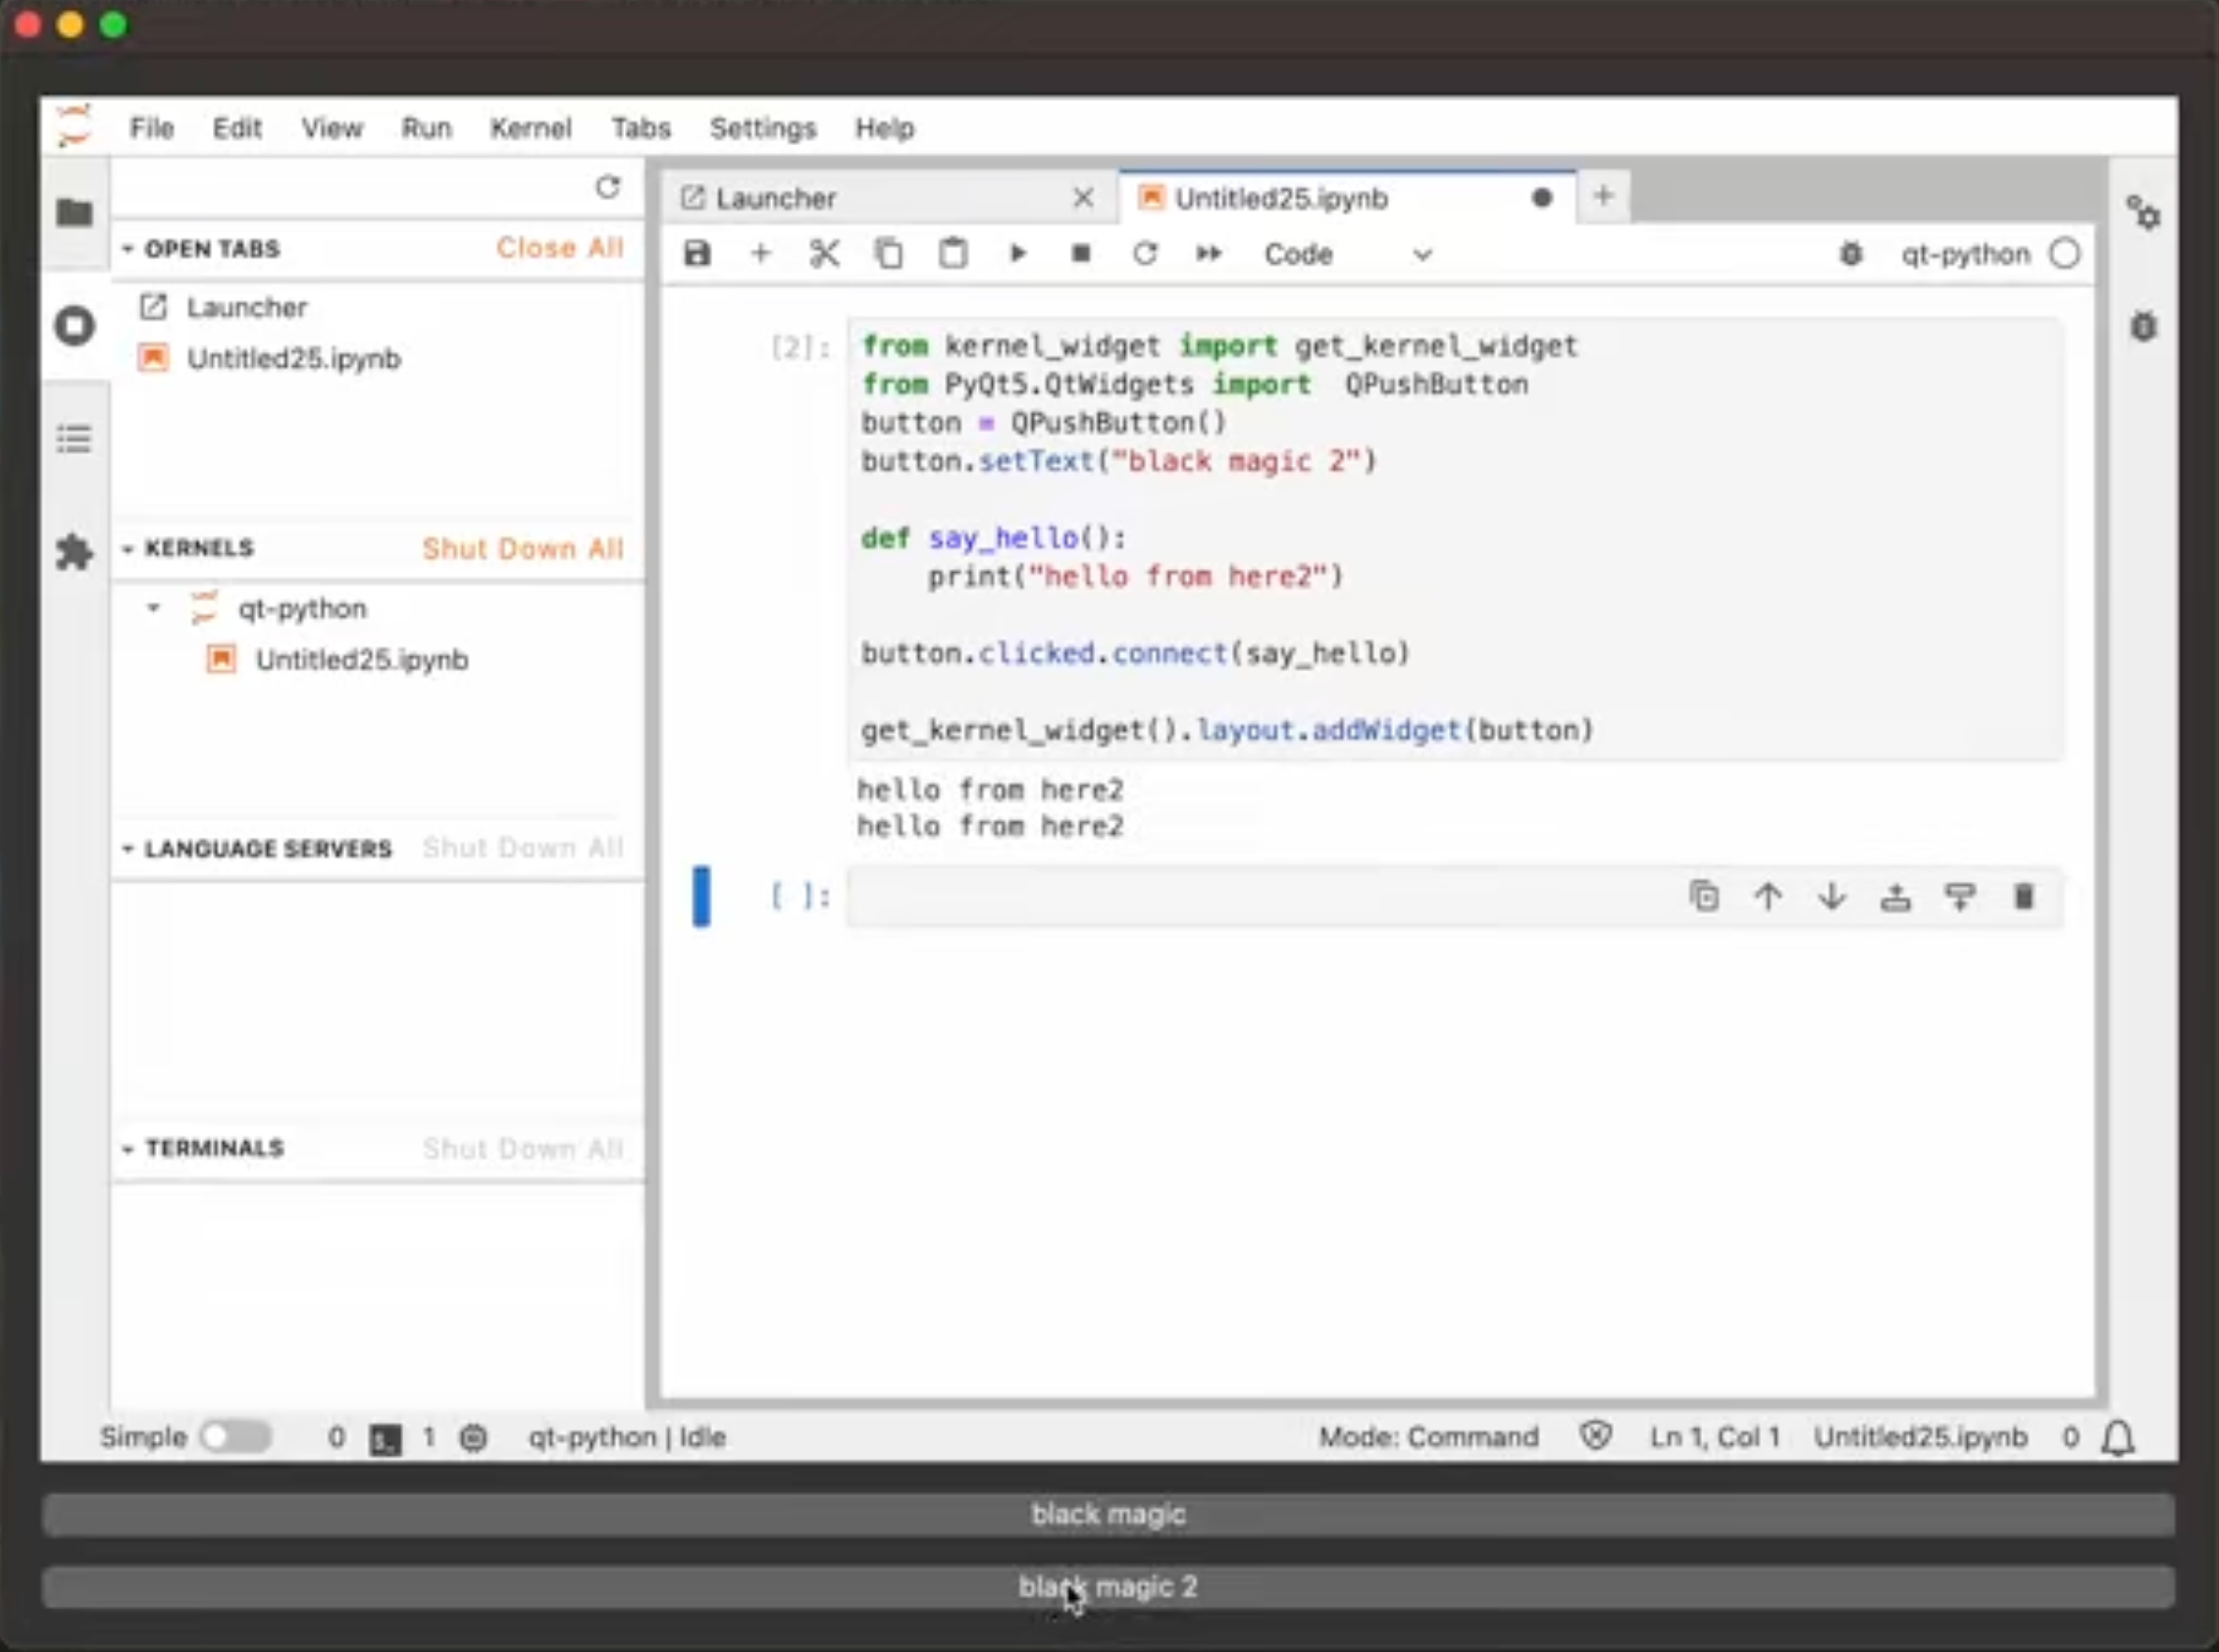 File Edit View Run Kernel Tabs Settings Help
OPEN TABS Close All
Launcher
Untitled25.ipynb
KERNELS Shut Down All
qt-python
Untitled25.ipynb
LANGUAGE SERVERS Shut Down All
TERMINALS Shut Down All
Launcher Untitled25.ipynb
Code qt-python
[2]: from kernel_widget import get_kernel_widget
from PyQt5.QtWidgets import  QPushButton
button = QPushButton()
button.setText("black magic 2")
def say_hello():
    print("hello from here2")
button.clicked.connect(say_hello)
get_kernel_widget().layout.addWidget(button)
hello from here2
hello from here2
[ ]:
Simple 0 $_ 1 qt-python | Idle Mode: Command Ln 1, Col 1 Untitled25.ipynb 0
black magic
black magic 2